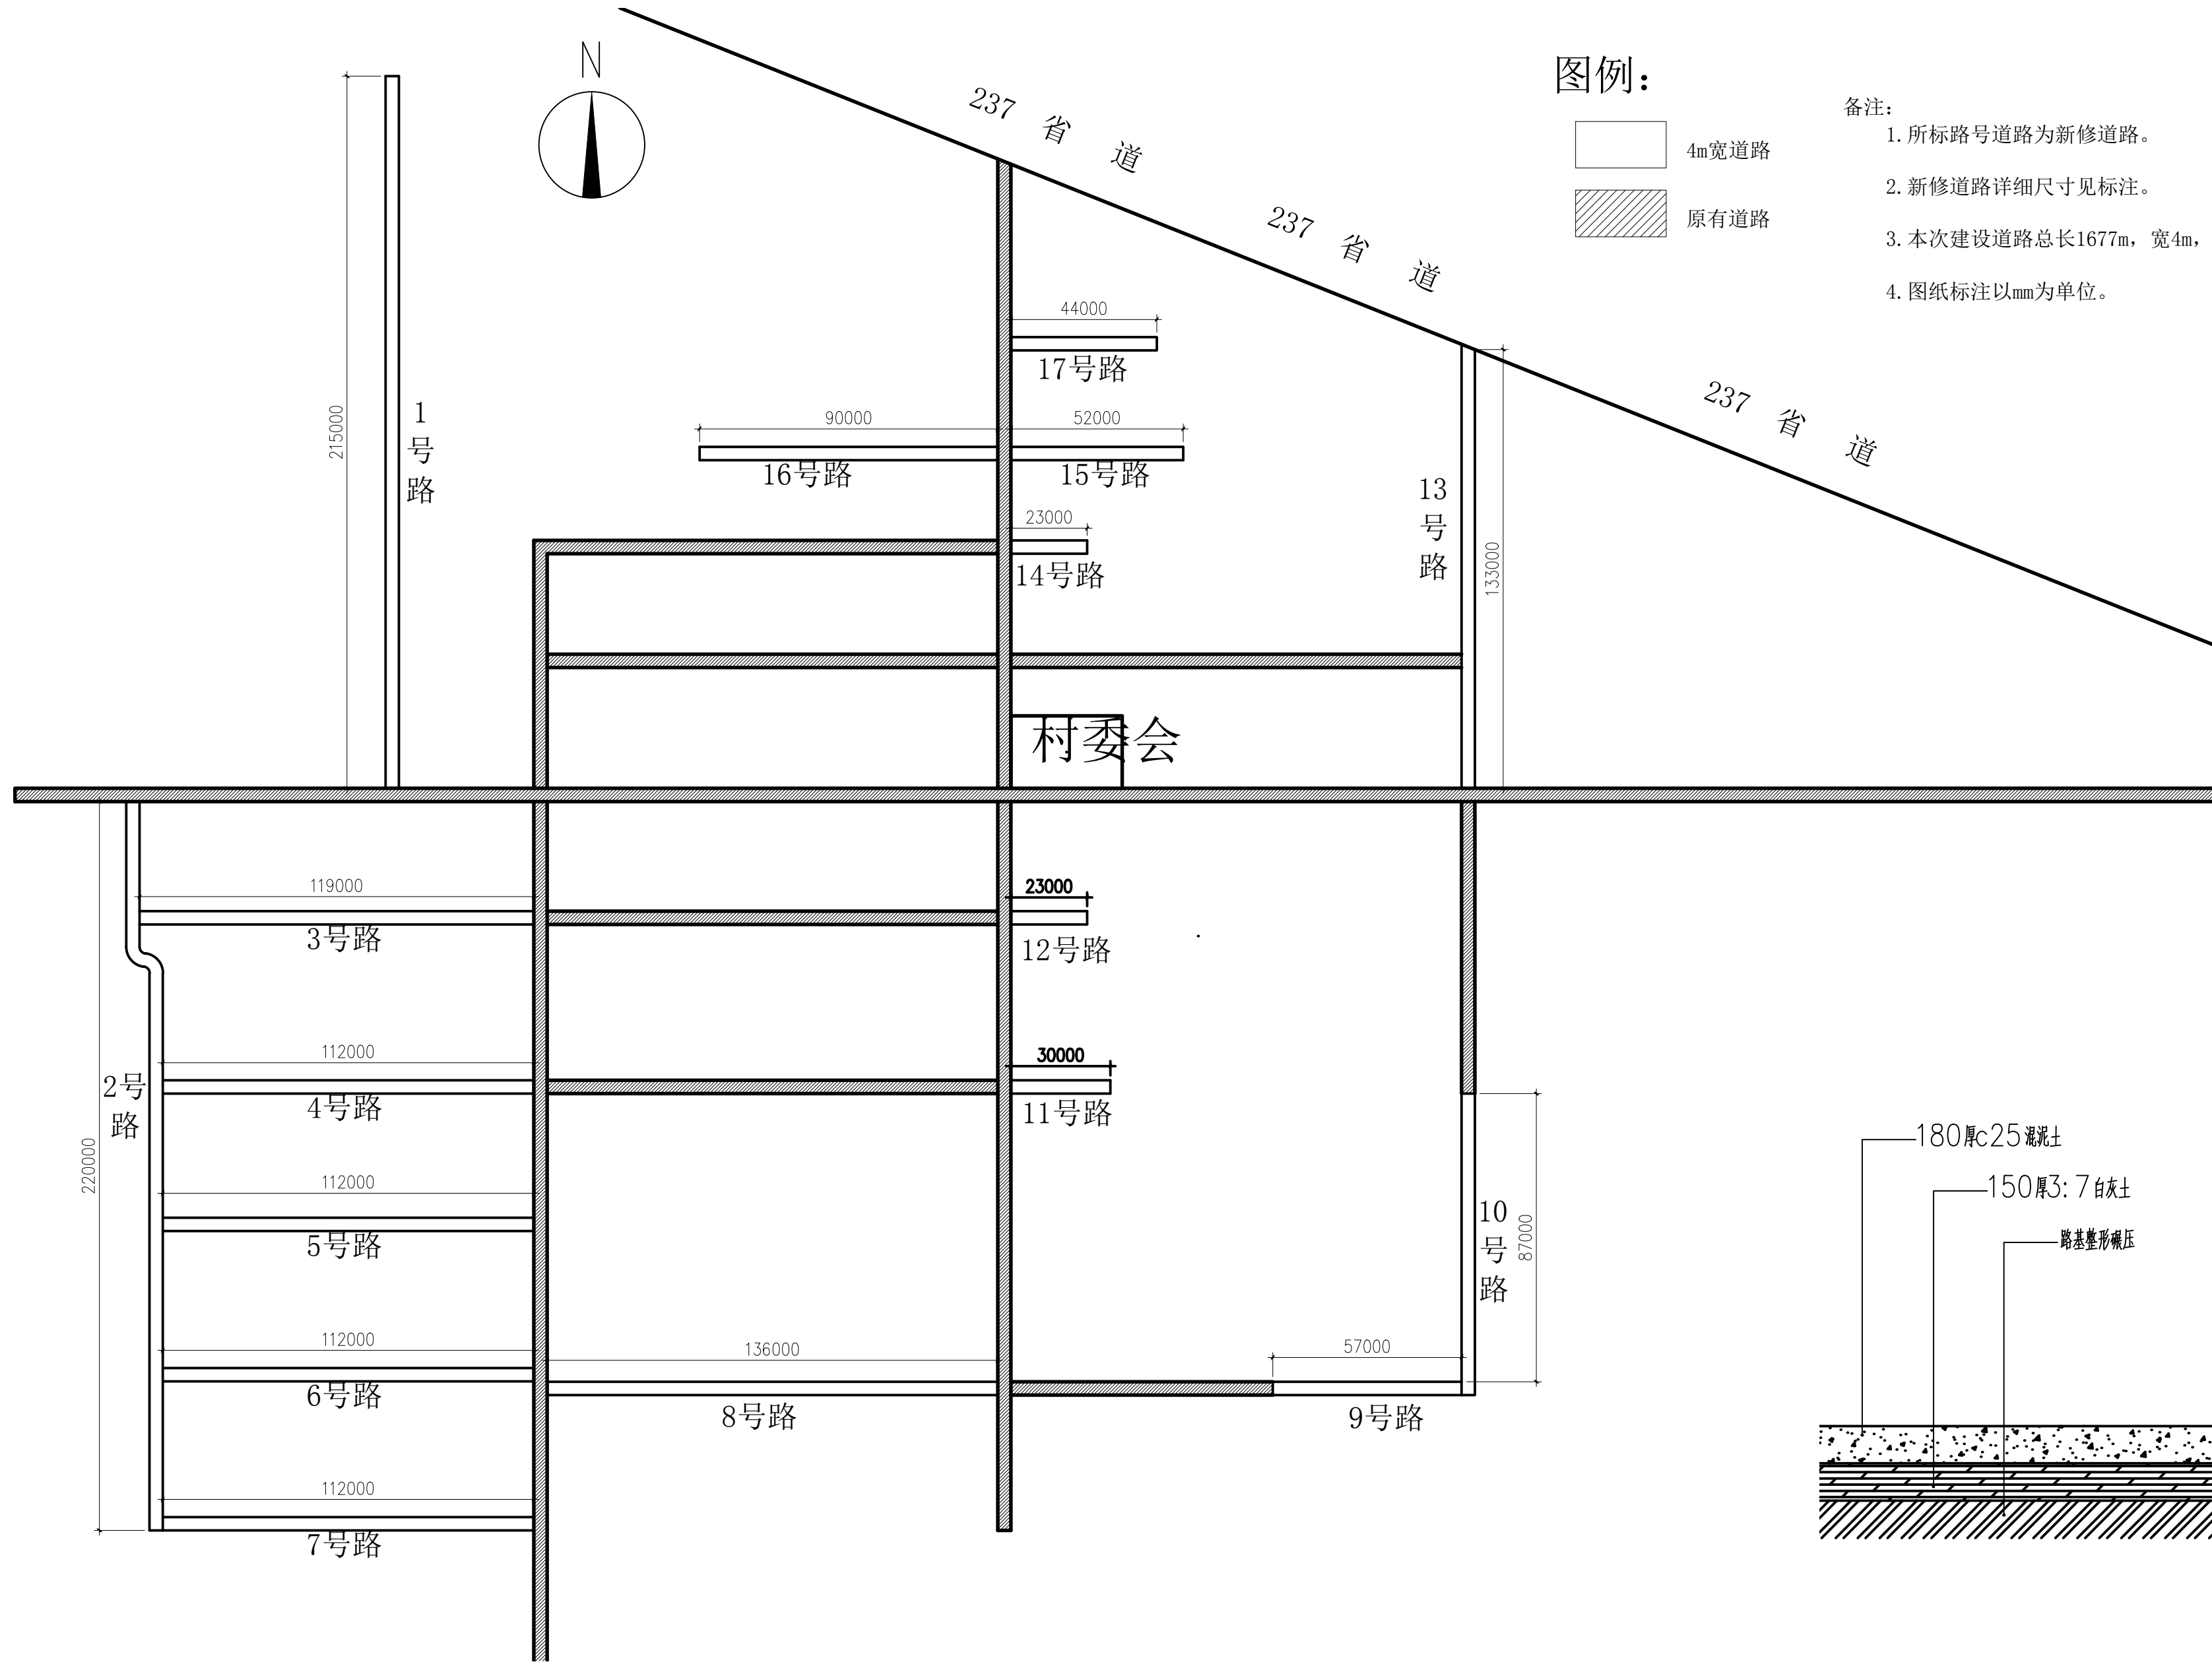 N
237 省 道
237 省 道
237 省 道
图例：
4m宽道路
原有道路
备注：
1.所标路号道路为新修道路。
2.新修道路详细尺寸见标注。
3.本次建设道路总长1677m，宽4m，
4.图纸标注以mm为单位。
215000
1号路
44000
17号路
90000
16号路
52000
15号路
23000
14号路
13号路
133000
村委会
119000
3号路
23000
12号路
112000
4号路
30000
11号路
2号路
220000
112000
5号路
112000
6号路
136000
8号路
57000
9号路
10号路
87000
112000
7号路
180厚c25混泥土
150厚3:7白灰土
路基整形碾压